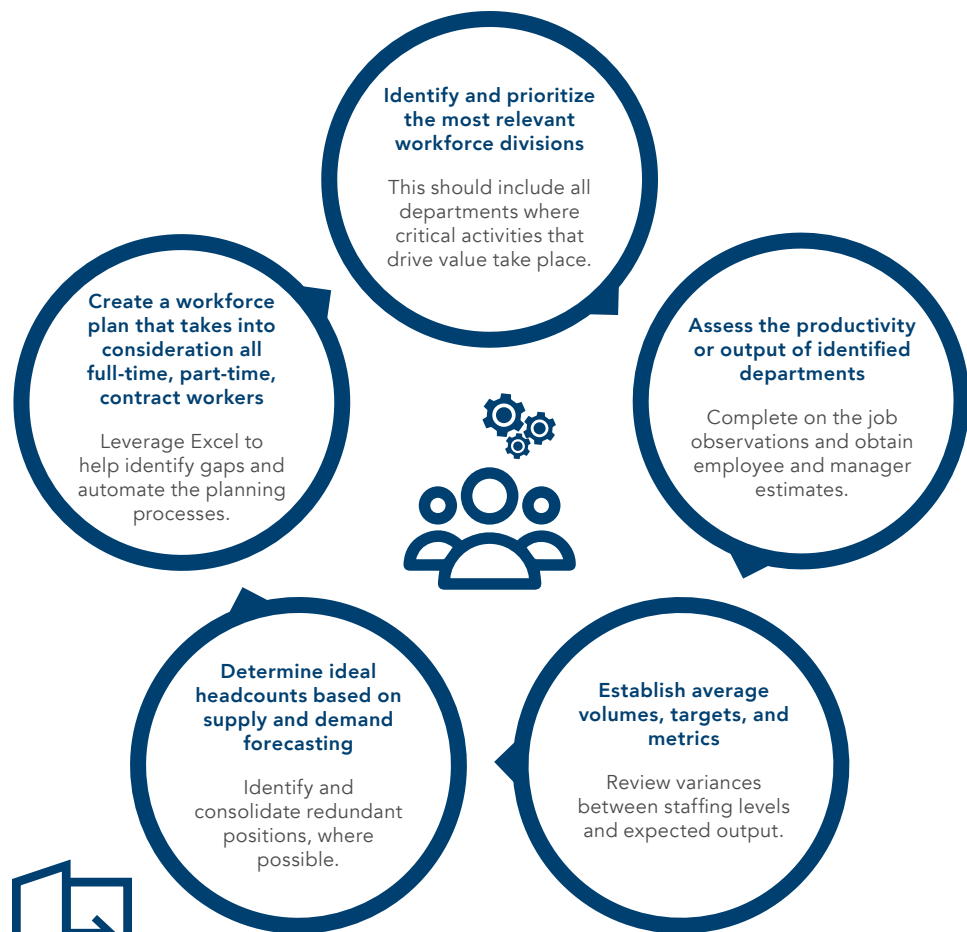 Identify and prioritize
the most relevant
workforce divisions
This should include all
departments where
critical activities that
drive value take place.
Assess the productivity
or output of identified
departments
Complete on the job
observations and obtain
employee and manager
estimates.
Establish average
volumes, targets, and
metrics
Review variances
between staffing levels
and expected output.
Determine ideal
headcounts based on
supply and demand
forecasting
Identify and
consolidate redundant
positions, where
possible.
Create a workforce
plan that takes into
consideration all
full-time, part-time,
contract workers
Leverage Excel to
help identify gaps and
automate the planning
processes.